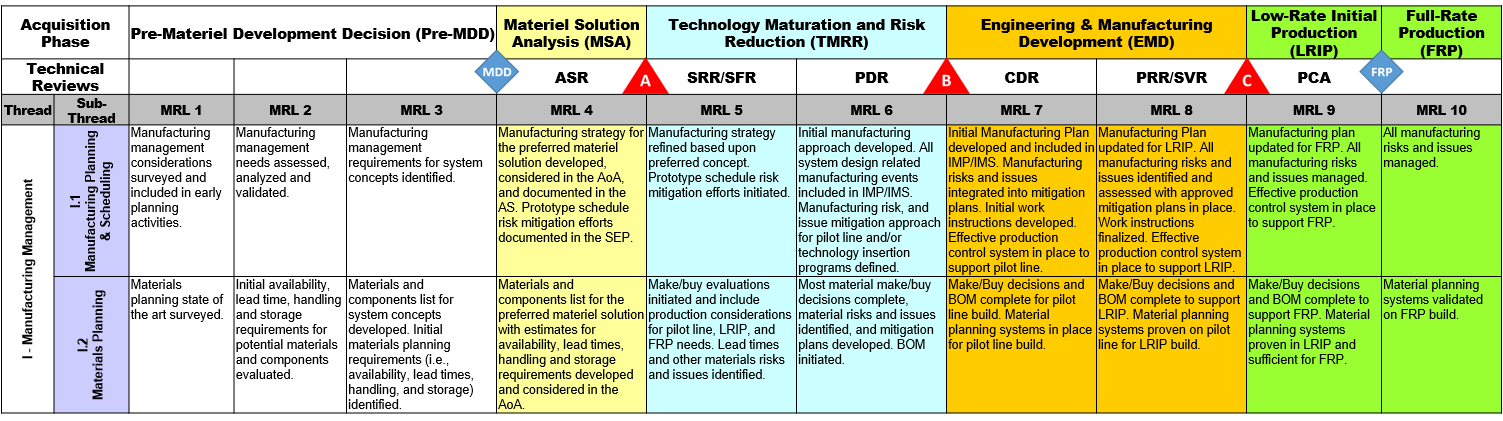 Acquisition
Phase
Pre-Materiel Development Decision (Pre-MDD)
Materiel Solution
Analysis (MSA)
Technology Maturation and Risk
Reduction (TMRR)
Engineering & Manufacturing
Development (EMD)
Low-Rate Initial
Production
(LRIP)
Full-Rate
Production
(FRP)
Technical
Reviews
MDD
ASR
A
SRR/SFR
PDR
B
CDR
PRR/SVR
C
PCA
FRP
Thread
Sub-
Thread
MRL 1
MRL 2
MRL 3
MRL 4
MRL 5
MRL 6
MRL 7
MRL 8
MRL 9
MRL 10
I - Manufacturing Management
I.1
Manufacturing Planning
& Scheduling
Manufacturing
management
considerations
surveyed and
included in early
planning
activities.
Manufacturing
management
needs assessed,
analyzed and
validated.
Manufacturing
management
requirements for system
concepts identified.
Manufacturing strategy for
the preferred materiel
solution developed,
considered in the AoA,
and documented in the
AS. Prototype schedule
risk mitigation efforts
documented in the SEP.
Manufacturing strategy
refined based upon
preferred concept.
Prototype schedule risk
mitigation efforts initiated.
Initial manufacturing
approach developed. All
system design related
manufacturing events
included in IMP/IMS.
Manufacturing risk, and
issue mitigation approach
for pilot line and/or
technology insertion
programs defined.
Initial Manufacturing Plan
developed and included in
IMP/IMS. Manufacturing
risks and issues
integrated into mitigation
plans. Initial work
instructions developed.
Effective production
control system in place to
support pilot line.
Manufacturing Plan
updated for LRIP. All
manufacturing risks and
issues identified and
assessed with approved
mitigation plans in place.
Work instructions
finalized. Effective
production control system
in place to support LRIP.
Manufacturing plan
updated for FRP. All
manufacturing risks
and issues managed.
Effective production
control system in place
to support FRP.
All manufacturing
risks and issues
managed.
I.2
Materials Planning
Materials
planning state of
the art surveyed.
Initial availability,
lead time, handling
and storage
requirements for
potential materials
and components
evaluated.
Materials and
components list for
system concepts
developed. Initial
materials planning
requirements (i.e.,
availability, lead times,
handling, and storage)
identified.
Materials and
components list for the
preferred materiel solution
with estimates for
availability, lead times,
handling and storage
requirements developed
and considered in the
AoA.
Make/buy evaluations
initiated and include
production considerations
for pilot line, LRIP, and
FRP needs. Lead times
and other materials risks
and issues identified.
Most material make/buy
decisions complete,
material risks and issues
identified, and mitigation
plans developed. BOM
initiated.
Make/Buy decisions and
BOM complete for pilot
line build. Material
planning systems in place
for pilot line build.
Make/Buy decisions and
BOM complete to support
LRIP. Material planning
systems proven on pilot
line for LRIP build.
Make/Buy decisions
and BOM complete to
support FRP. Material
planning systems
proven in LRIP and
sufficient for FRP.
Material planning
systems validated
on FRP build.